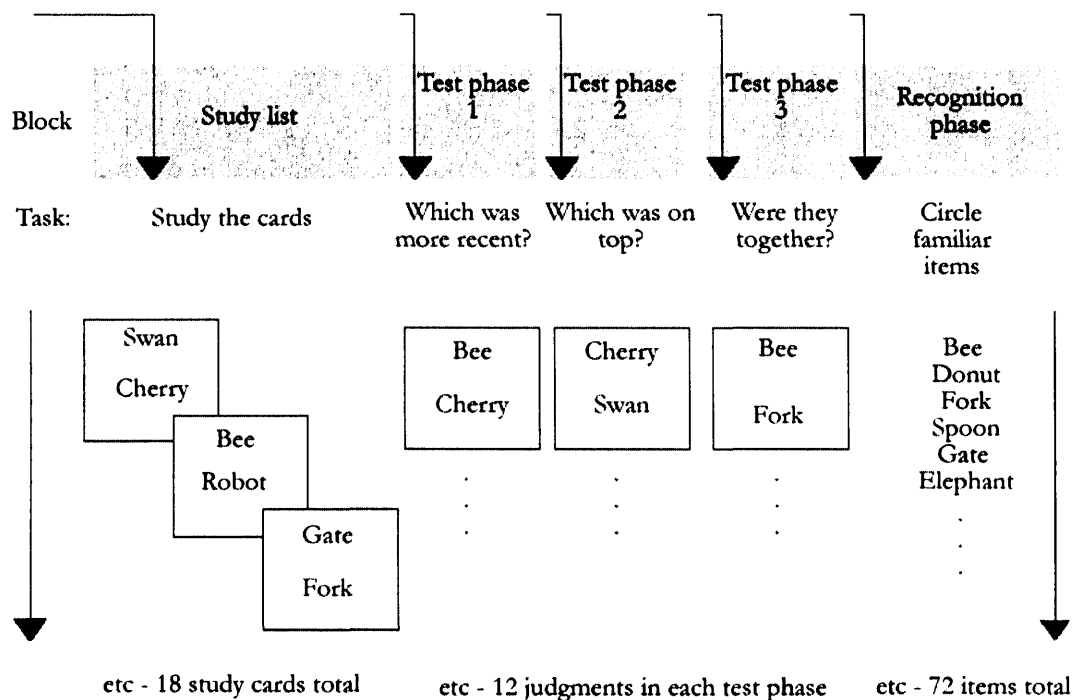 Block
Study list
Test phase
1
Test phase
2
Test phase
3
Recognition
phase
Task:
Study the cards
Which was
more recent?
Which was on
top?
Were they
together?
Circle
familiar
items
Swan
Cherry
Bee
Robot
Gate
Fork
Bee
Cherry
Cherry
Swan
Bee
Fork
Bee
Donut
Fork
Spoon
Gate
Elephant
etc - 18 study cards total
etc - 12 judgments in each test phase
etc - 72 items total